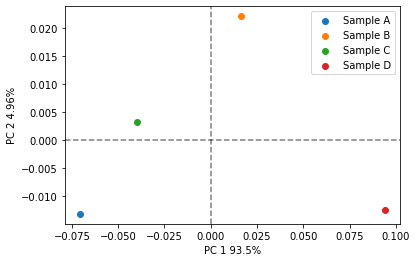 0.020
0.015
0.010
0.005
0.000
−0.005
−0.010
PC 2 4.96%
Sample A
Sample B
Sample C
Sample D
−0.075 −0.050 −0.025 0.000 0.025 0.050 0.075 0.100
PC 1 93.5%